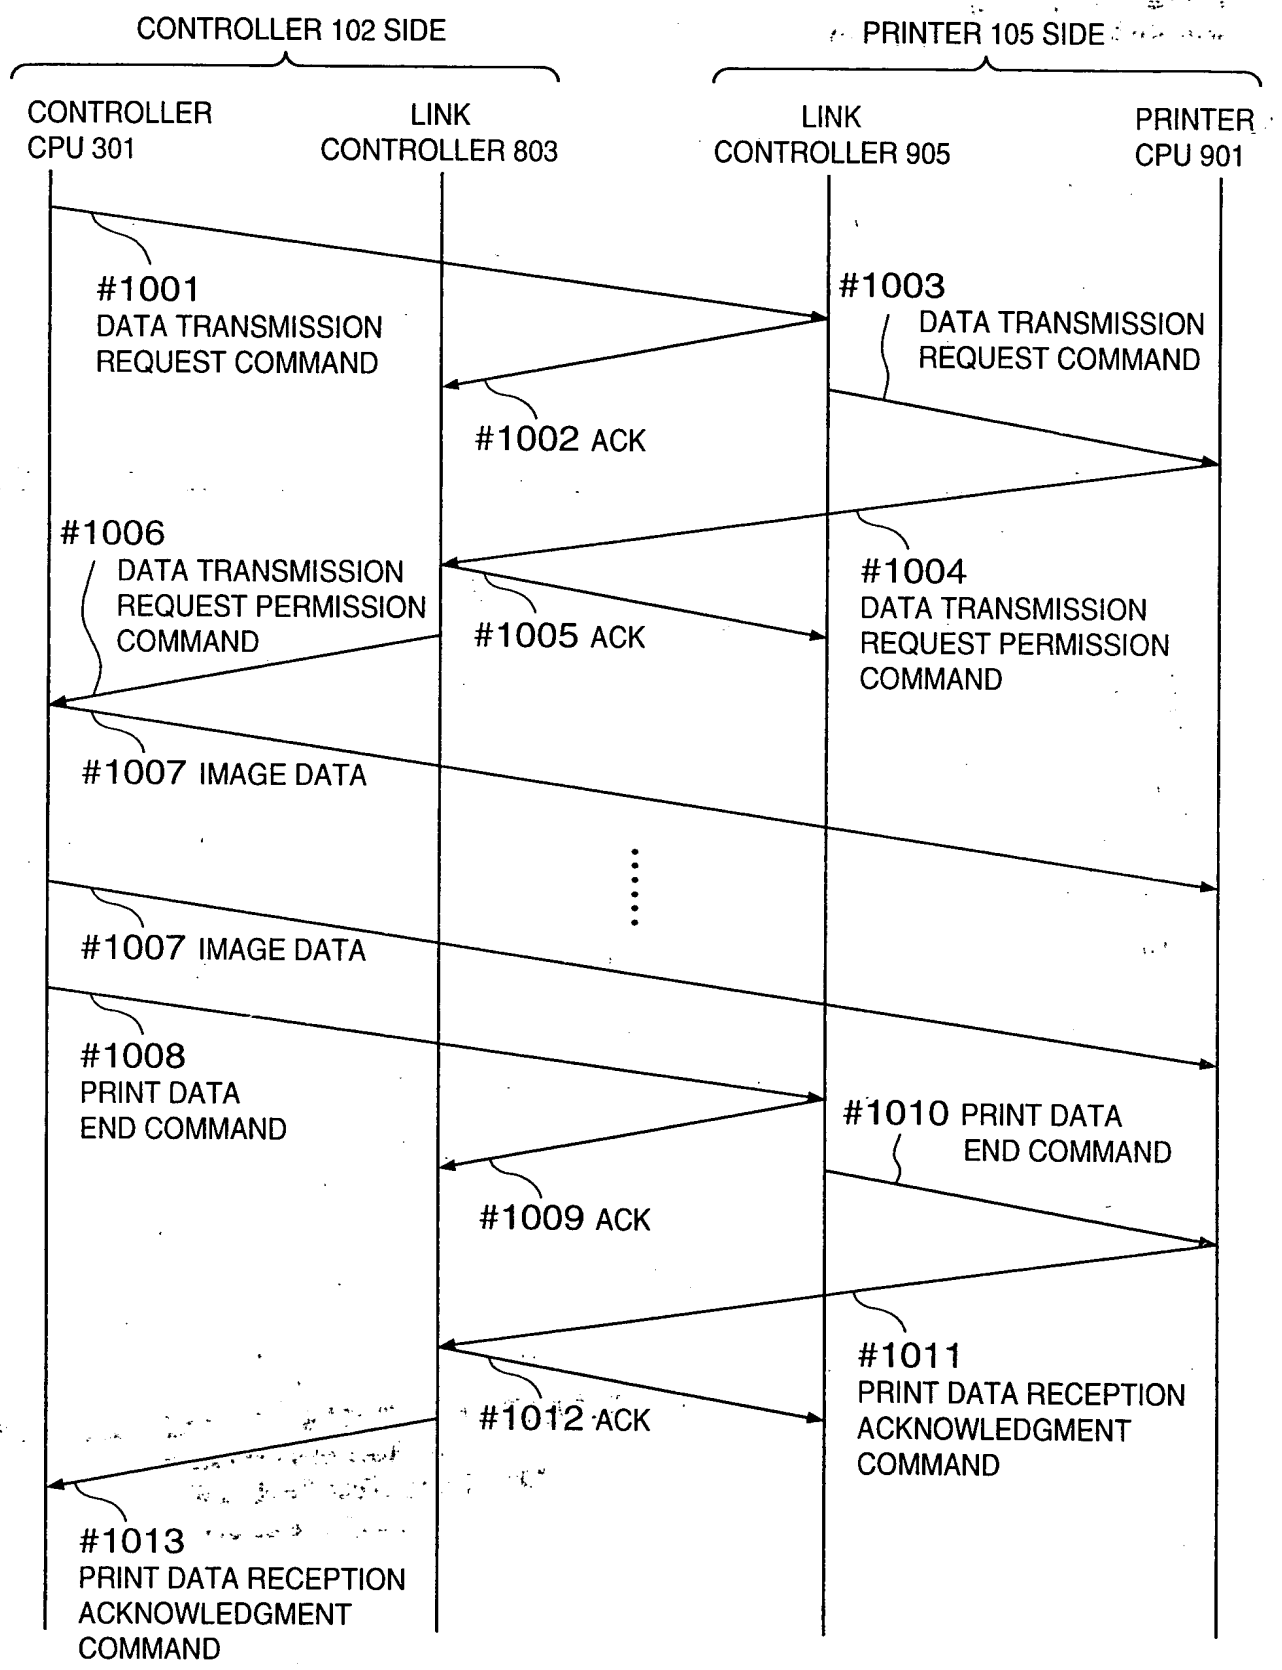 CONTROLLER 102 SIDE
PRINTER 105 SIDE
CONTROLLER
CPU 301
LINK
CONTROLLER 803
LINK
CONTROLLER 905
PRINTER
CPU 901
#1001
DATA TRANSMISSION
REQUEST COMMAND
#1003
DATA TRANSMISSION
REQUEST COMMAND
#1002 ACK
#1006
DATA TRANSMISSION
REQUEST PERMISSION
COMMAND
#1004
DATA TRANSMISSION
REQUEST PERMISSION
COMMAND
#1005 ACK
#1007 IMAGE DATA
#1007 IMAGE DATA
#1008
PRINT DATA
END COMMAND
#1010 PRINT DATA
END COMMAND
#1009 ACK
#1011
PRINT DATA RECEPTION
ACKNOWLEDGMENT
COMMAND
#1012 ACK
#1013
PRINT DATA RECEPTION
ACKNOWLEDGMENT
COMMAND